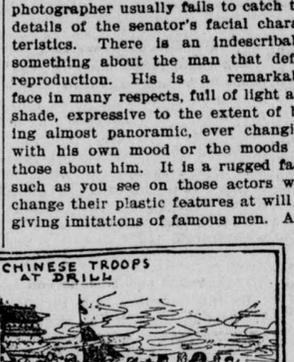 photographer usually fails to catch t
details of the senator's facial chara
teristics. There is an indescribal
something about the man that def
reproduction. His is a remarkal
face in many respects, full of light a
shade, expressive to the extent of b
ing almost panoramic, ever changi
with his own mood or the moods
those about him. It is a rugged fa
such as you see on those actors w
change their plastic features at will
giving imitations of famous men. A
CHINESE TROOPS
AT DRILL